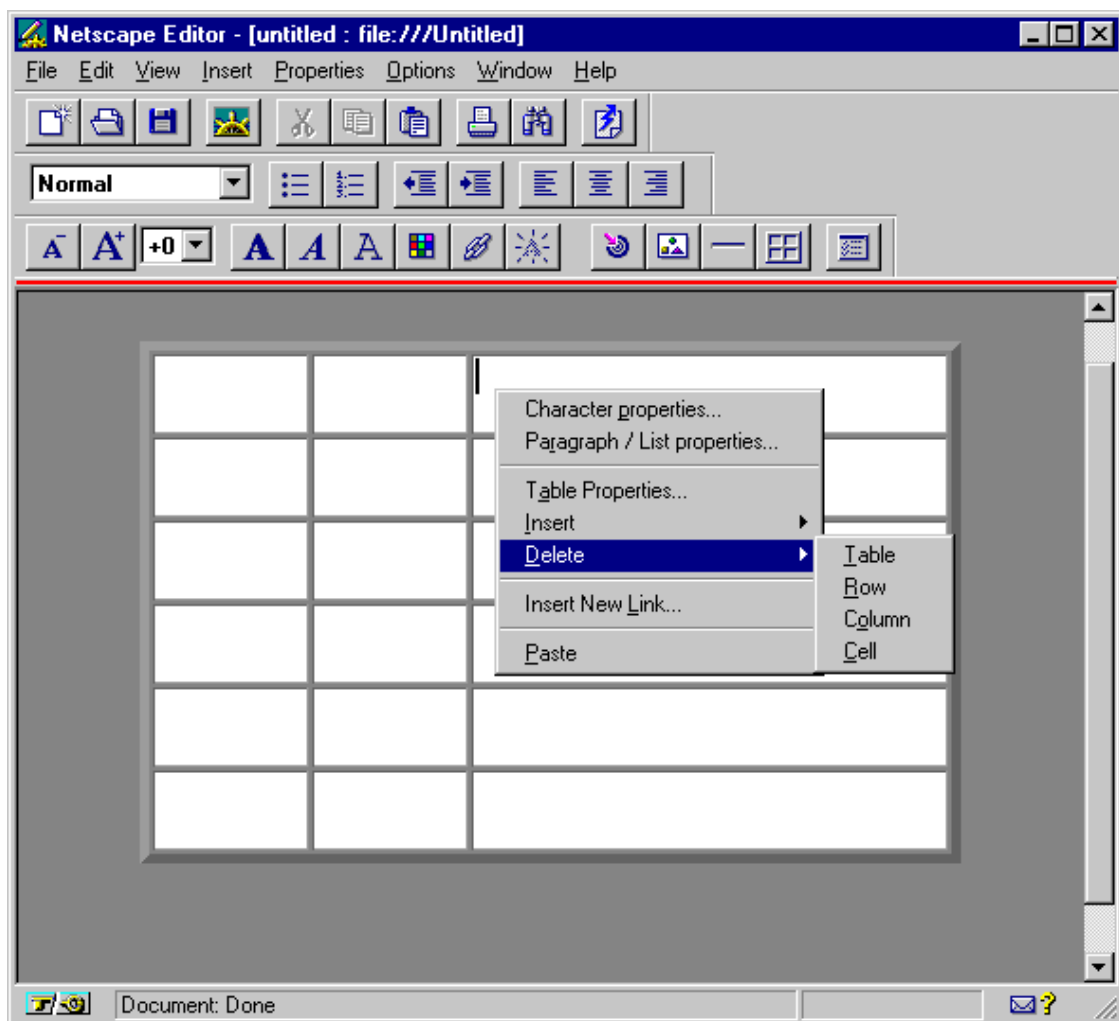 Netscape Editor - [untitled : file:///Untitled]
File Edit View Insert Properties Options Window Help
Normal
A- A+ +0 A A A
Character properties...
Paragraph / List properties...
Table Properties...
Insert
Delete
Table
Row
Column
Cell
Insert New Link...
Paste
Document: Done